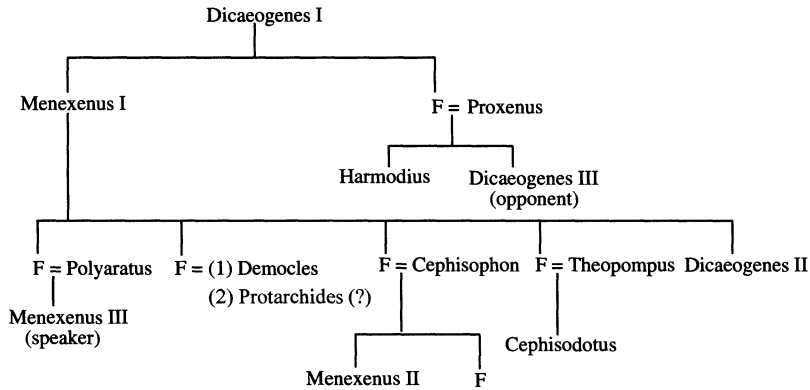 Dicaeogenes I
Menexenus I
F = Proxenus
Harmodius
Dicaeogenes III
(opponent)
F = Polyaratus
F = (1) Democles
(2) Protarchides (?)
F = Cephisophon
F = Theopompus
Dicaeogenes II
Menexenus III
(speaker)
Cephisodotus
Menexenus II
F